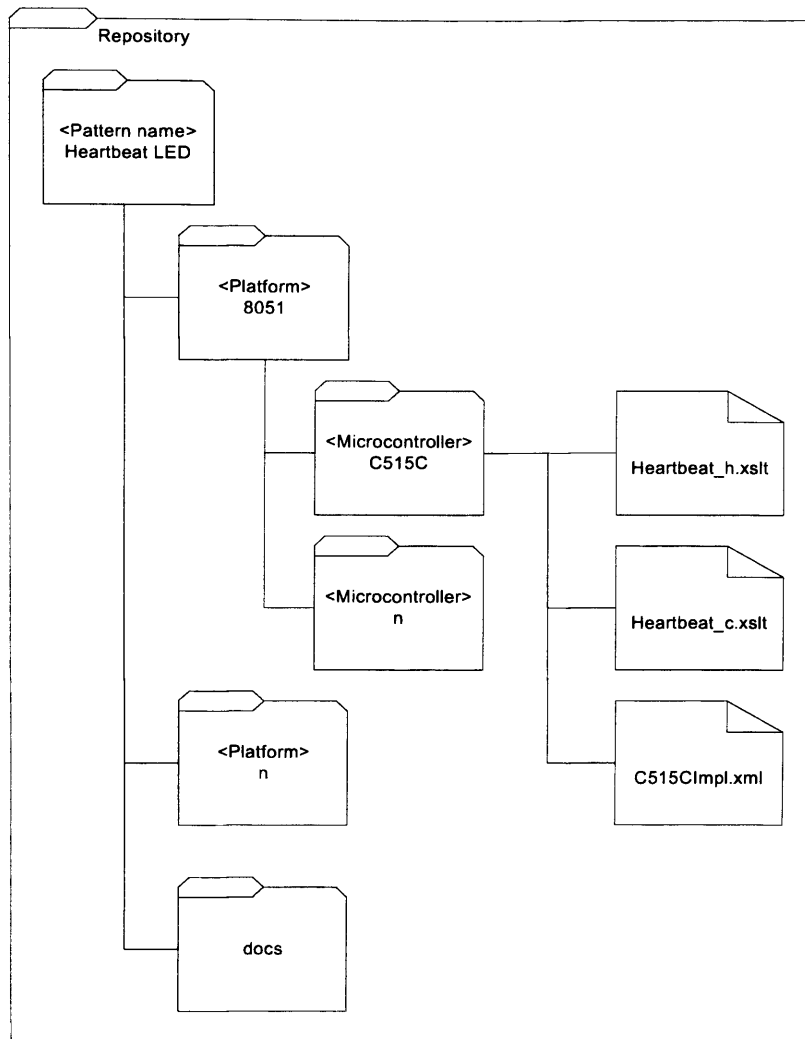 Repository
<Pattern name>
Heartbeat LED
<Platform>
8051
<Microcontroller>
C515C
Heartbeat_h.xslt
<Microcontroller>
n
Heartbeat_c.xslt
<Platform>
n
C515CImpl.xml
docs